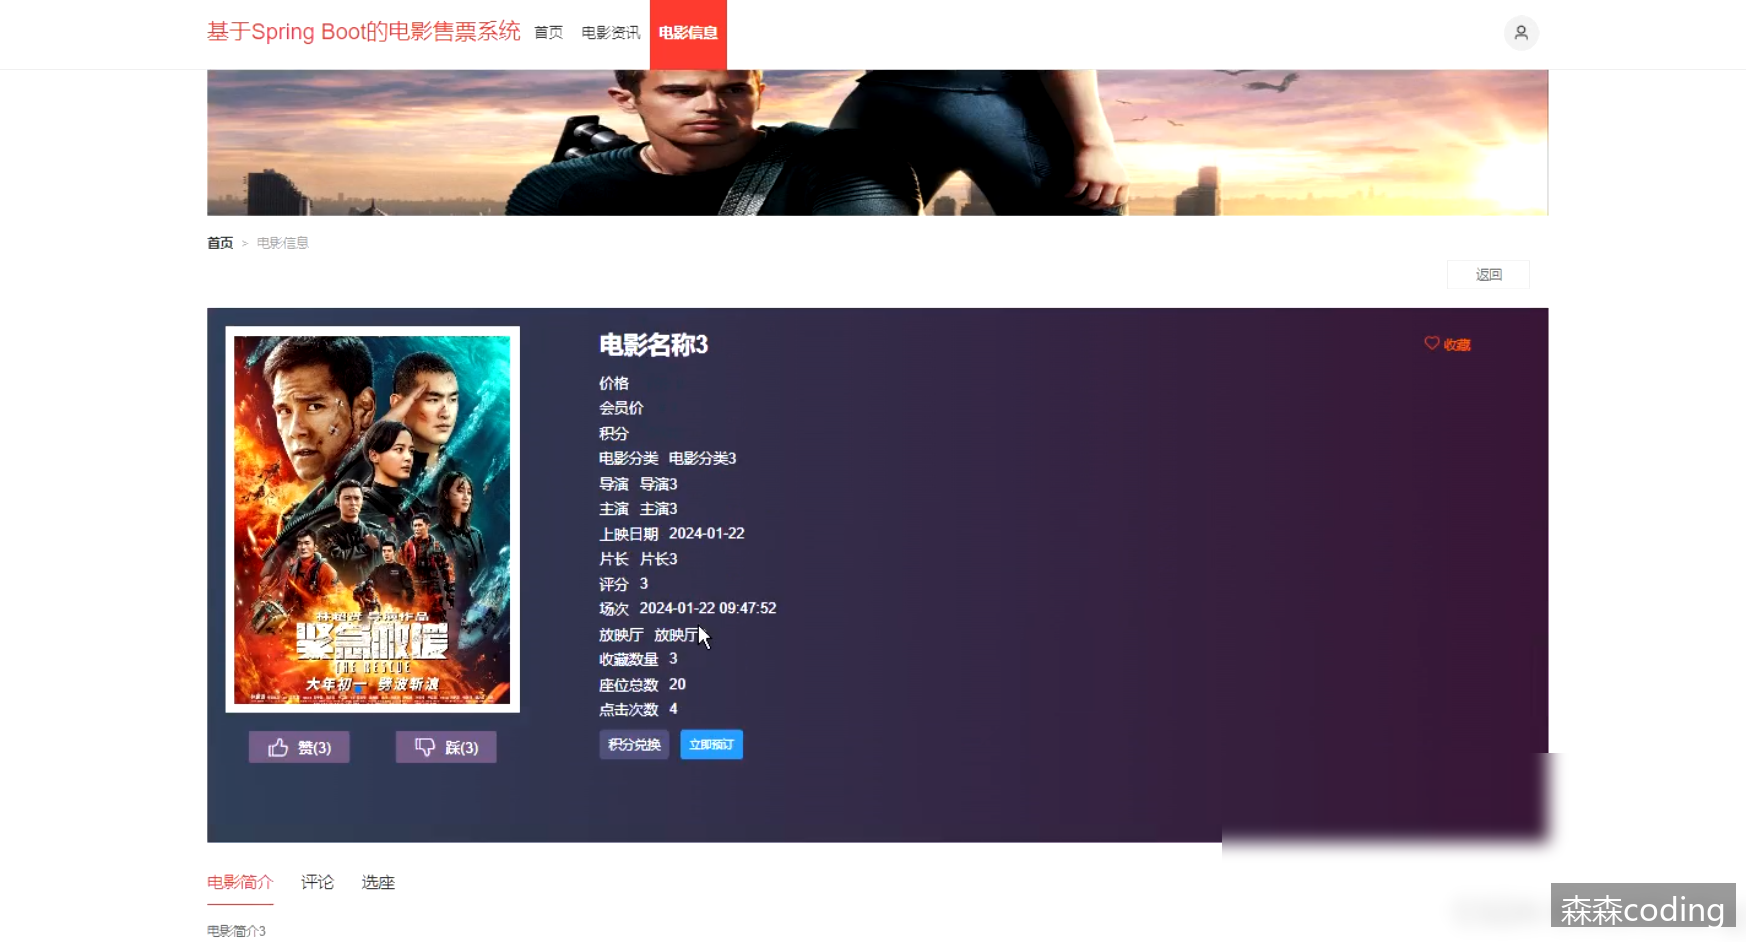 基于Spring Boot的电影售票系统 首页 电影资讯 电影信息
首页 > 电影信息
返回
电影名称3
收藏
价格
会员价
积分
电影分类 电影分类3
导演 导演3
主演 主演3
上映日期 2024-01-22
片长 片长3
评分 3
场次 2024-01-22 09:47:52
放映厅 放映厅
收藏数量 3
座位总数 20
点击次数 4
积分兑换 立即预订
林超贤 导演作品
紧急救援
THE RESCUE
大年初一 劈波斩浪
赞(3) 踩(3)
电影简介 评论 选座
电影简介3
森森coding